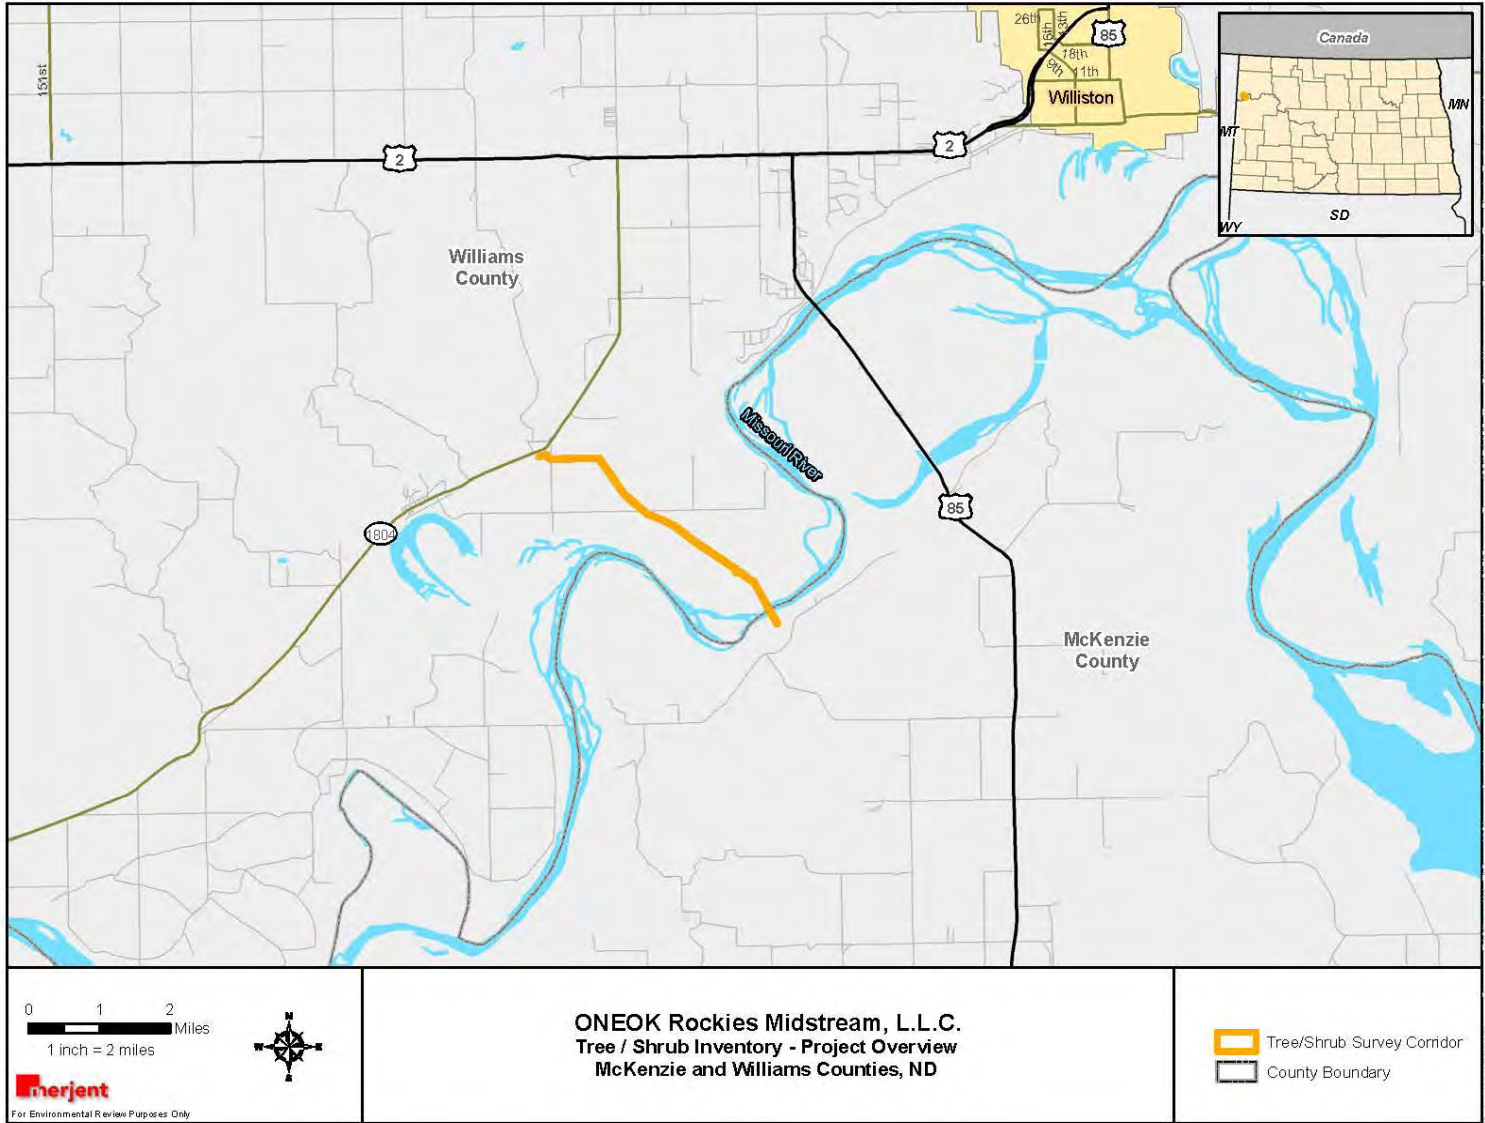 151st
26th
16th
13th
85
18th
9th
11th
Williston
Canada
MN
MT
SD
WY
2
2
Williams
County
Missouri River
1804
85
McKenzie
County
0 1 2
Miles
1 inch = 2 miles
N
W E
S
merjent
For Environmental Review Purposes Only
ONEOK Rockies Midstream, L.L.C.
Tree / Shrub Inventory - Project Overview
McKenzie and Williams Counties, ND
Tree/Shrub Survey Corridor
County Boundary